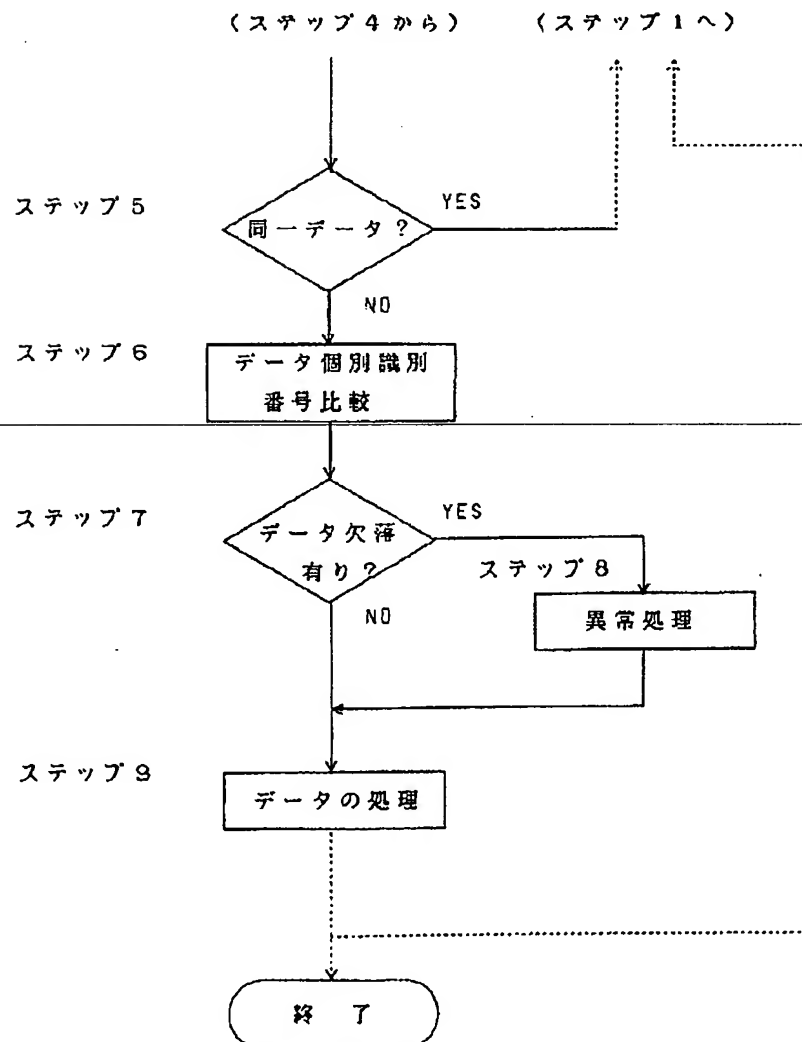 (ステップ4から)
(ステップ1へ)
ステップ5
同一データ?
YES
NO
ステップ6
データ個別識別
番号比較
ステップ7
データ欠落
有り?
YES
ステップ8
異常処理
NO
ステップ9
データの処理
終 了